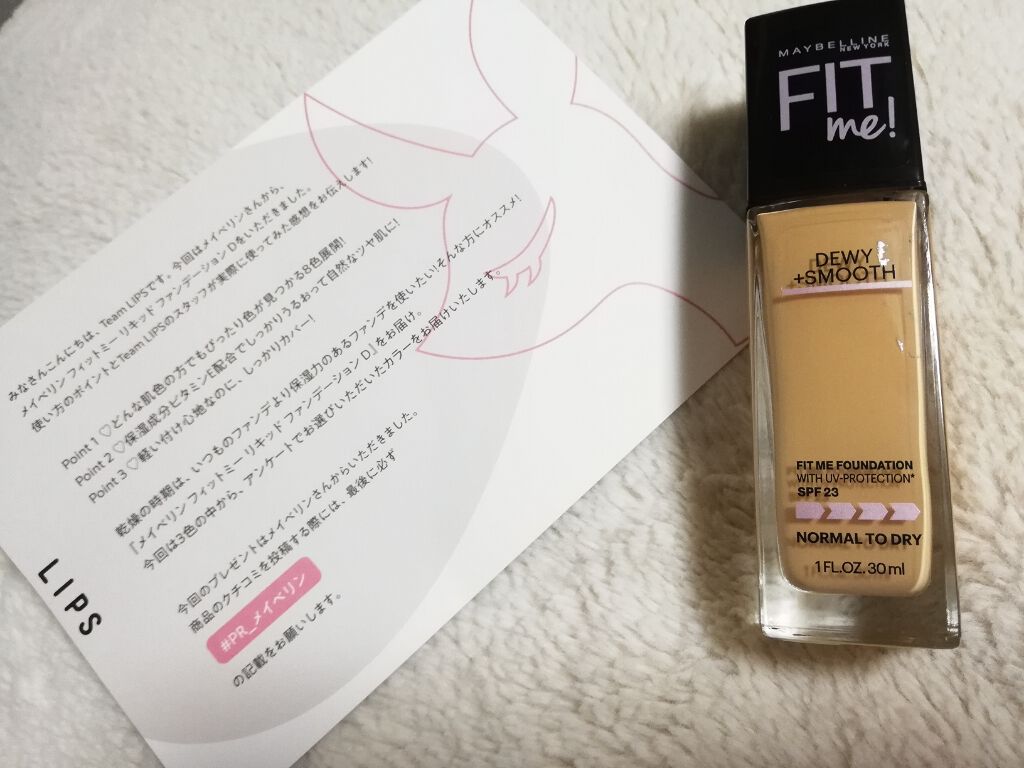 みなさんこんにちは、Team LIPSです。今回はメイベリンさんから、
メイベリン フィットミー リキッド ファンデーション Dをいただきました。
使い方のポイントとTeam LIPSのスタッフが実際に使ってみた感想をお伝えします!
Point 1 ♡どんな肌色の方でもぴったり色が見つかる8色展開!
Point 2 ♡保湿成分ビタミンE配合でしっかりうるおって自然なツヤ肌に!
Point 3 ♡軽い付け心地なのに、しっかりカバー!
乾燥の時期は、いつものファンデより保湿力のあるファンデを使いたい!そんな方にオススメ!
「メイベリン フィットミー リキッド ファンデーション D」をお届け。
今回は3色の中から、アンケートでお選びいただいたカラーをお届けいたします。
今回のプレゼントはメイベリンさんからいただきました。
商品のクチコミを投稿する際には、最後に必ず
#PR_メイベリン
の記載をお願いします。
LIPS
MAYBELLINE
NEW YORK
FIT
me!
DEWY
+SMOOTH
FIT ME FOUNDATION
WITH UV-PROTECTION*
SPF 23
NORMAL TO DRY
1 FL.OZ. 30 ml